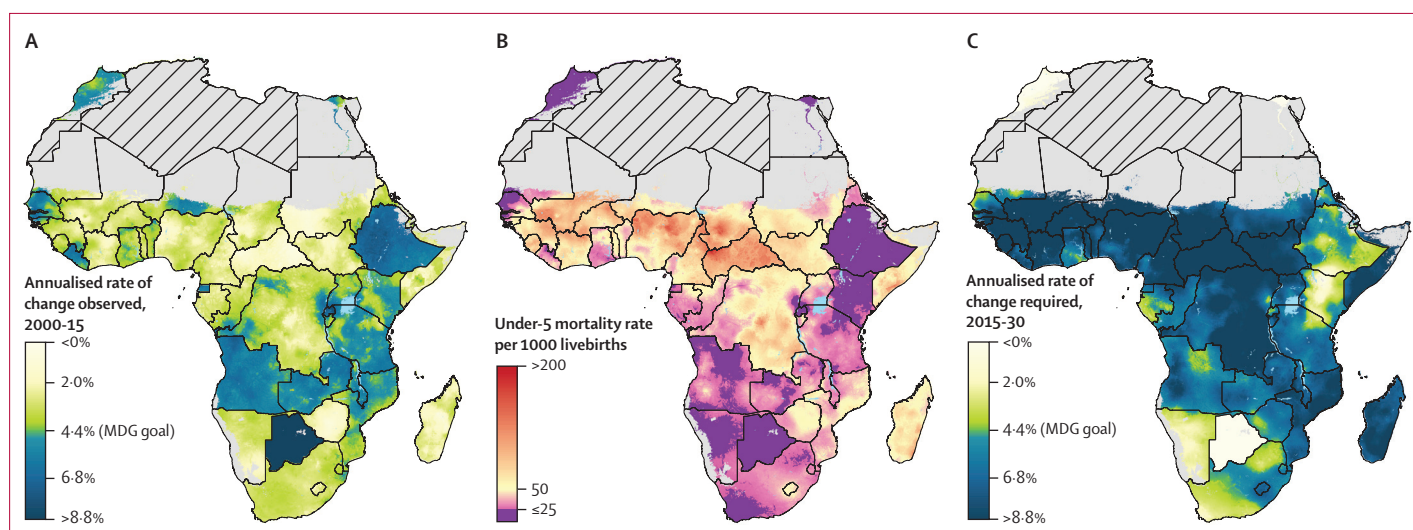 A
B
C
Annualised rate of
change observed,
2000-15
<0%
2·0%
4·4% (MDG goal)
6·8%
>8·8%
Under-5 mortality rate
per 1000 livebirths
>200
50
≤25
Annualised rate of
change required,
2015-30
<0%
2·0%
4·4% (MDG goal)
6·8%
>8·8%